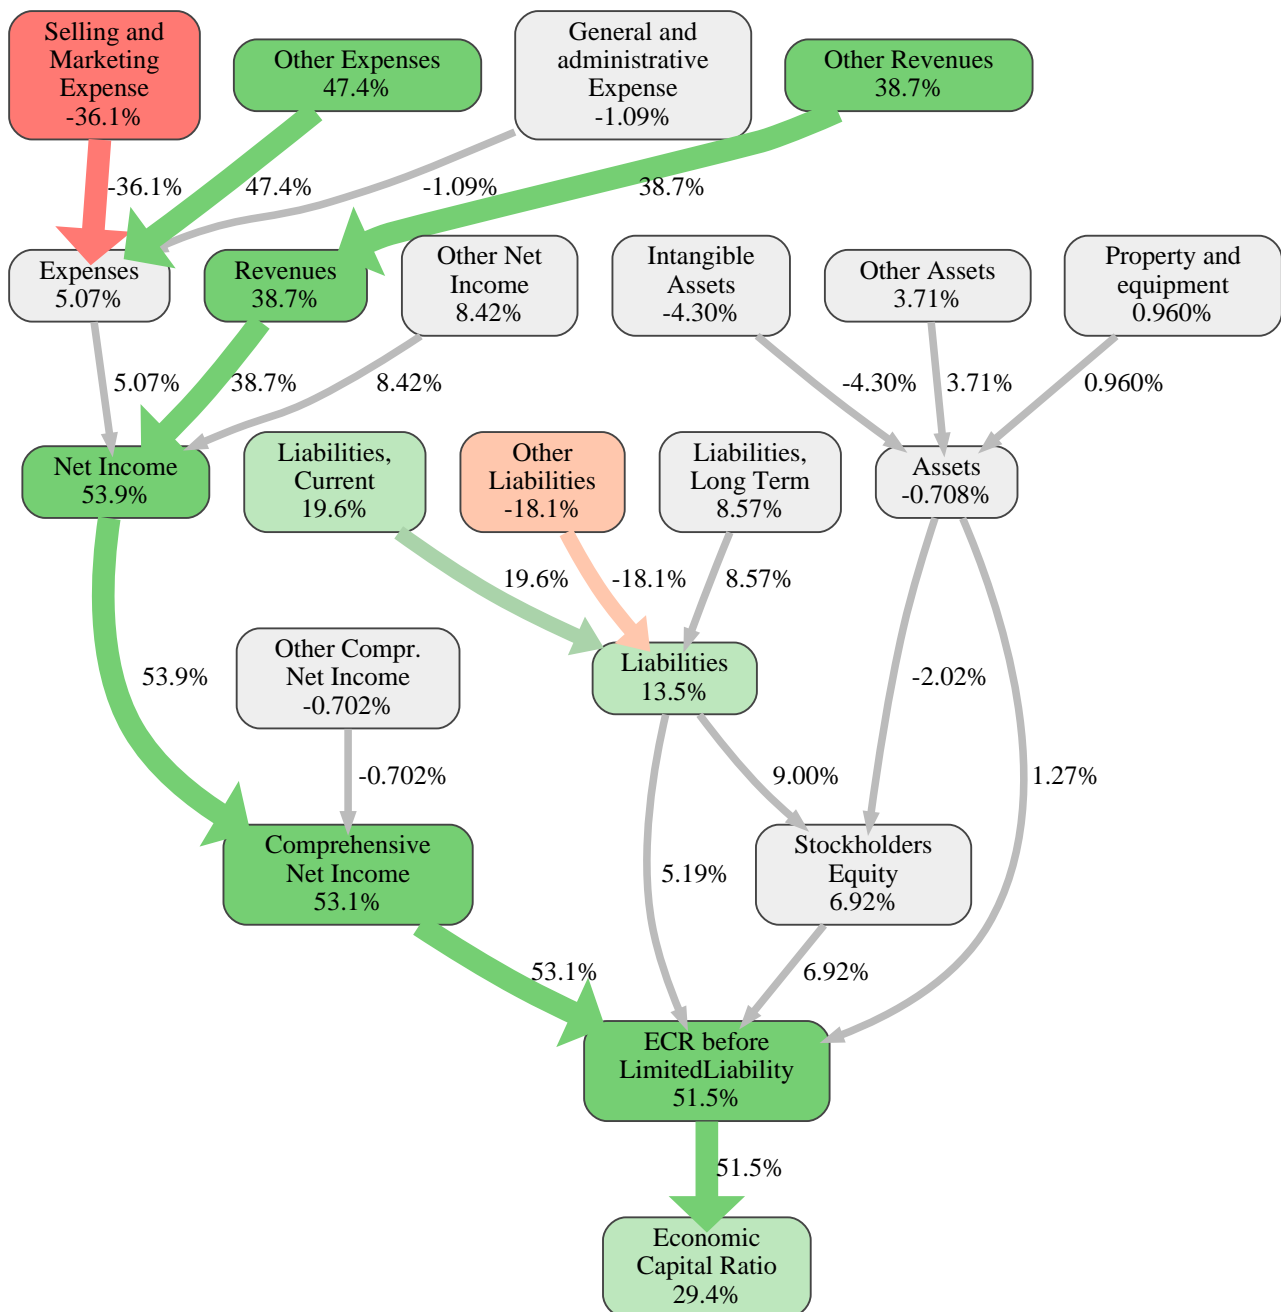 Selling and
Marketing
Expense
-36.1%
Other Expenses
47.4%
General and
administrative
Expense
-1.09%
Other Revenues
38.7%
-36.1%
47.4%
-1.09%
38.7%
Expenses
5.07%
Revenues
38.7%
Other Net
Income
8.42%
Intangible
Assets
-4.30%
Other Assets
3.71%
Property and
equipment
0.960%
5.07%
38.7%
8.42%
-4.30%
3.71%
0.960%
Net Income
53.9%
Liabilities,
Current
19.6%
Other
Liabilities
-18.1%
Liabilities,
Long Term
8.57%
Assets
-0.708%
19.6%
-18.1%
8.57%
53.9%
Other Compr.
Net Income
-0.702%
Liabilities
13.5%
-2.02%
-0.702%
9.00%
1.27%
Comprehensive
Net Income
53.1%
5.19%
Stockholders
Equity
6.92%
53.1%
6.92%
ECR before
LimitedLiability
51.5%
51.5%
Economic
Capital Ratio
29.4%